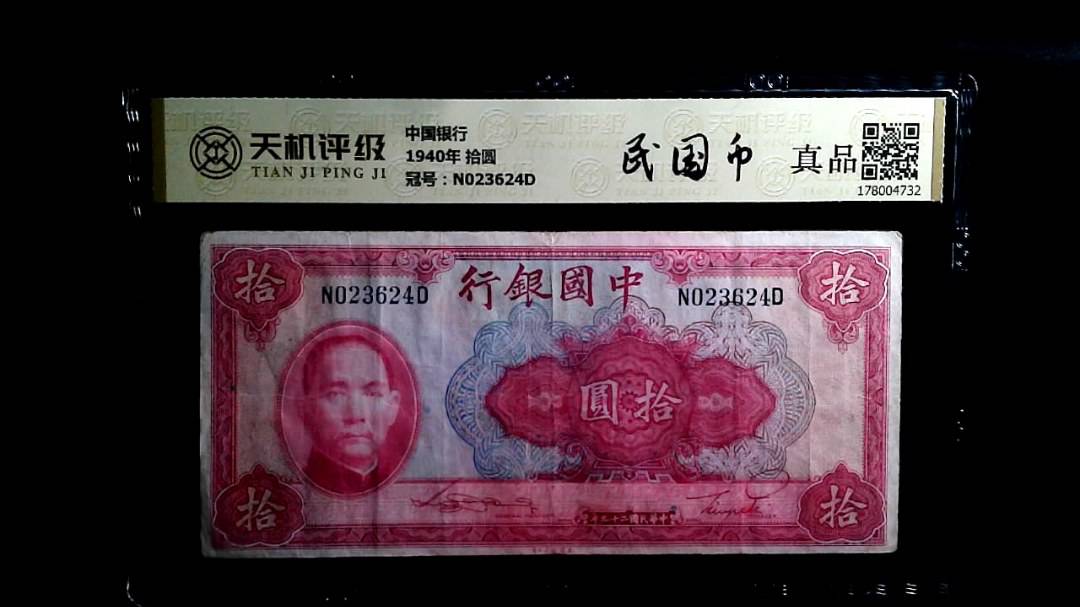 天机评级
TIAN JI PING JI
中国银行
1940年 拾圆
冠号：N023624D
民国币
真品
178004732
拾
N023624D
行銀國中
N023624D
拾
圓拾
拾
拾